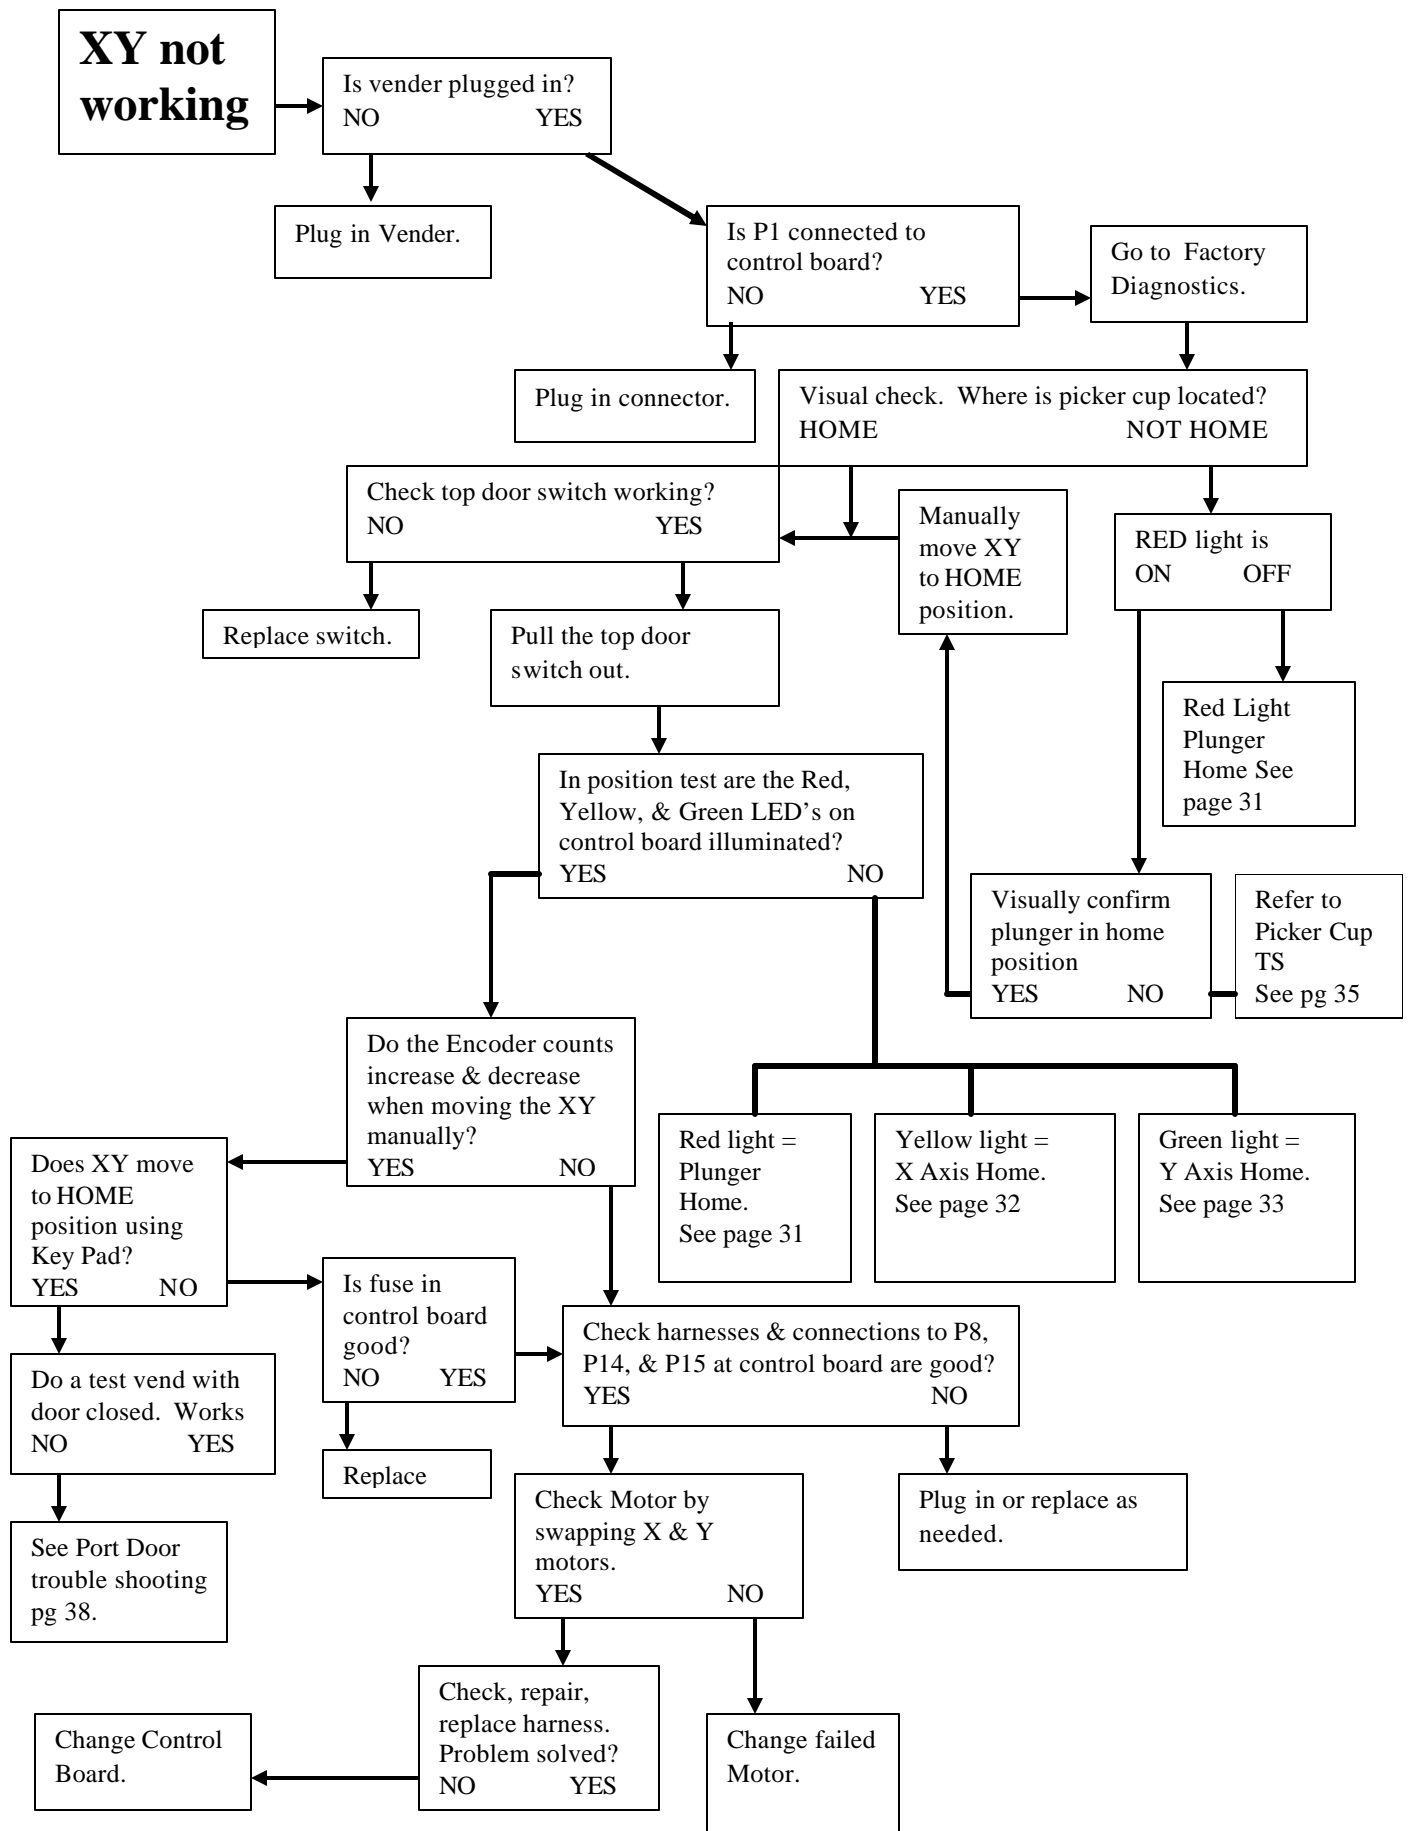 XY not
working
Is vender plugged in?
NO YES
Plug in Vender.
Is P1 connected to
control board?
NO YES
Go to Factory
Diagnostics.
Plug in connector.
Visual check. Where is picker cup located?
HOME NOT HOME
Check top door switch working?
NO YES
Manually
move XY
to HOME
position.
RED light is
ON OFF
Replace switch.
Pull the top door
switch out.
Red Light
Plunger
Home See
page 31
In position test are the Red,
Yellow, & Green LED’s on
control board illuminated?
YES NO
Visually confirm
plunger in home
position
YES NO
Refer to
Picker Cup
TS
See pg 35
Do the Encoder counts
increase & decrease
when moving the XY
manually?
YES NO
Red light =
Plunger
Home.
See page 31
Yellow light =
X Axis Home.
See page 32
Green light =
Y Axis Home.
See page 33
Does XY move
to HOME
position using
Key Pad?
YES NO
Is fuse in
control board
good?
NO YES
Check harnesses & connections to P8,
P14, & P15 at control board are good?
YES NO
Do a test vend with
door closed. Works
NO YES
Replace
Check Motor by
swapping X & Y
motors.
YES NO
Plug in or replace as
needed.
See Port Door
trouble shooting
pg 38.
Check, repair,
replace harness.
Problem solved?
NO YES
Change Control
Board.
Change failed
Motor.